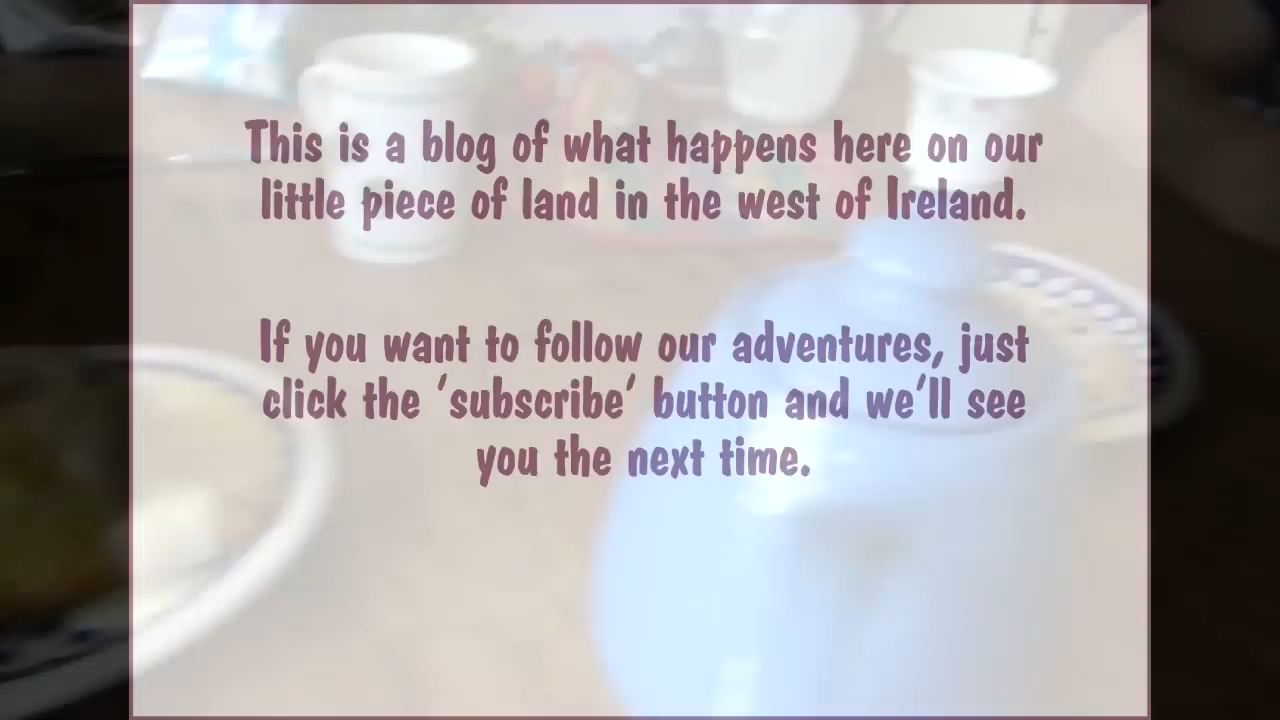 This is a blog of what happens here on our
little piece of land in the west of Ireland.
If you want to follow our adventures, just
click the ‘subscribe’ button and we’ll see
you the next time.